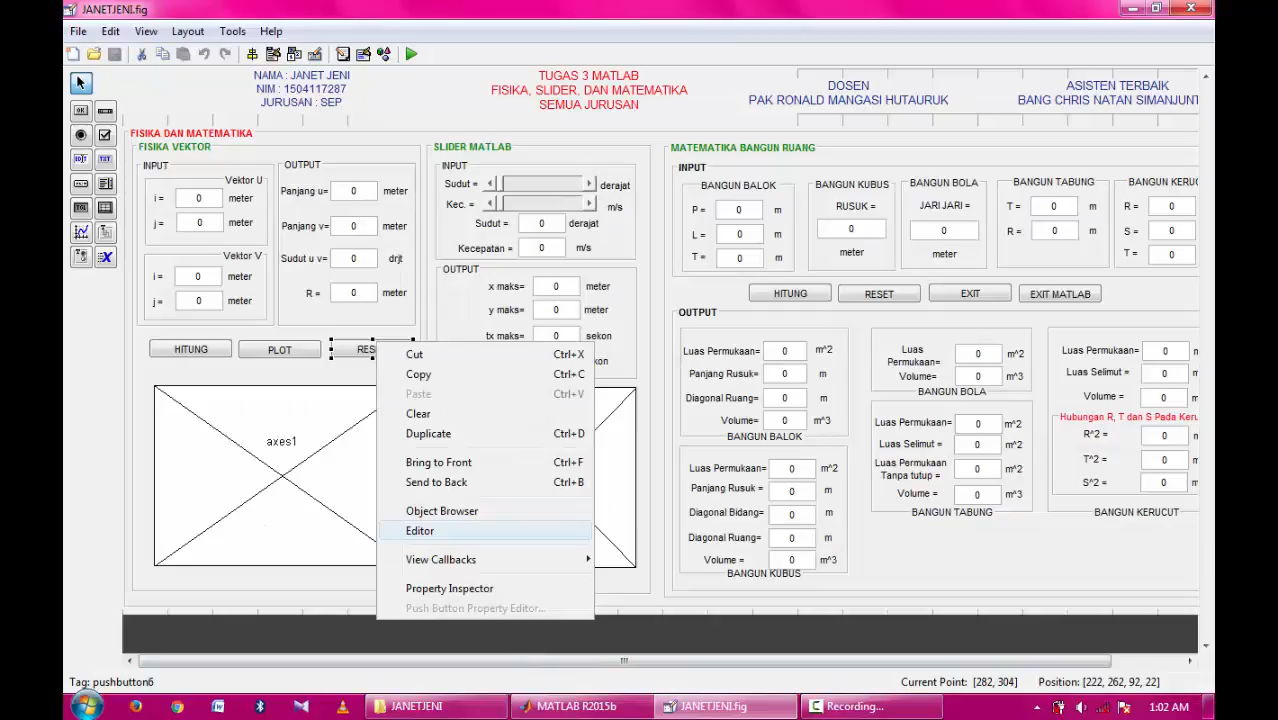 JANETJENI.fig
File Edit View Layout Tools Help
NAMA : JANET JENI
NIM : 1504117287
JURUSAN : SEP
TUGAS 3 MATLAB
FISIKA, SLIDER, DAN MATEMATIKA
SEMUA JURUSAN
DOSEN
PAK RONALD MANGASI HUTAURUK
ASISTEN TERBAIK
BANG CHRIS NATAN SIMANJUNT
FISIKA DAN MATEMATIKA
FISIKA VEKTOR
INPUT
Vektor U
i = 0 meter
j = 0 meter
Vektor V
i = 0 meter
j = 0 meter
OUTPUT
Panjang u= 0 meter
Panjang v= 0 meter
Sudut u v= 0 drjt
R = 0 meter
HITUNG PLOT RES
axes1
SLIDER MATLAB
INPUT
Sudut = derajat
Kec. = m/s
Sudut = 0 derajat
Kecepatan = 0 m/s
OUTPUT
x maks= 0 meter
y maks= 0 meter
tx maks= 0 sekon
kon
Cut Ctrl+X
Copy Ctrl+C
Paste Ctrl+V
Clear
Duplicate Ctrl+D
Bring to Front Ctrl+F
Send to Back Ctrl+B
Object Browser
Editor
View Callbacks
Property Inspector
Push Button Property Editor...
MATEMATIKA BANGUN RUANG
INPUT
BANGUN BALOK
P = 0 m
L = 0 m
T = 0 m
BANGUN KUBUS
RUSUK =
0
meter
BANGUN BOLA
JARI JARI =
0
meter
BANGUN TABUNG
T = 0 m
R = 0 m
BANGUN KERUC
R = 0
S = 0
T = 0
HITUNG RESET EXIT EXIT MATLAB
OUTPUT
Luas Permukaan= 0 m^2
Panjang Rusuk= 0 m
Diagonal Ruang= 0 m
Volume= 0 m^3
BANGUN BALOK
Luas Permukaan= 0 m^2
Panjang Rusuk = 0 m
Diagonal Bidang= 0 m
Diagonal Ruang= 0 m
Volume = 0 m^3
BANGUN KUBUS
Luas
Permukaan= 0 m^2
Volume= 0 m^3
BANGUN BOLA
Luas Permukaan= 0 m^2
Luas Selimut = 0 m^2
Luas Permukaan
Tanpa tutup = 0 m^2
Volume = 0 m^3
BANGUN TABUNG
Luas Permukaan= 0
Luas Selimut = 0
Volume = 0
Hubungan R, T dan S Pada Keru
R^2 = 0
T^2 = 0
S^2 = 0
BANGUN KERUCUT
Tag: pushbutton6 Current Point: [282, 304] Position: [222, 262, 92, 22]
JANETJENI MATLAB R2015b JANETJENI.fig Recording... 1:02 AM